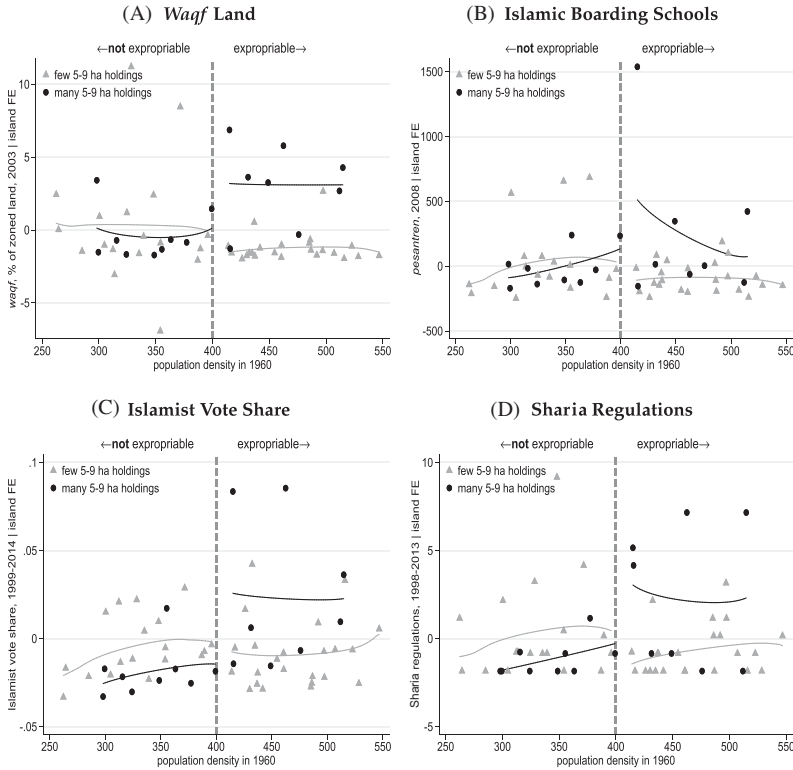 (A) Waqf Land
←not expropriable expropriable→
few 5-9 ha holdings
many 5-9 ha holdings
waqf, % of zoned land, 2003 | island FE
10
5
0
-5
250 300 350 400 450 500 550
population density in 1960
(B) Islamic Boarding Schools
←not expropriable expropriable→
few 5-9 ha holdings
many 5-9 ha holdings
pesantren, 2008 | island FE
1500
1000
500
0
-500
250 300 350 400 450 500 550
population density in 1960
(C) Islamist Vote Share
←not expropriable expropriable→
few 5-9 ha holdings
many 5-9 ha holdings
Islamist vote share, 1999-2014 | island FE
.1
.05
0
-.05
250 300 350 400 450 500 550
population density in 1960
(D) Sharia Regulations
←not expropriable expropriable→
few 5-9 ha holdings
many 5-9 ha holdings
Sharia regulations, 1998-2013 | island FE
10
5
0
-5
250 300 350 400 450 500 550
population density in 1960